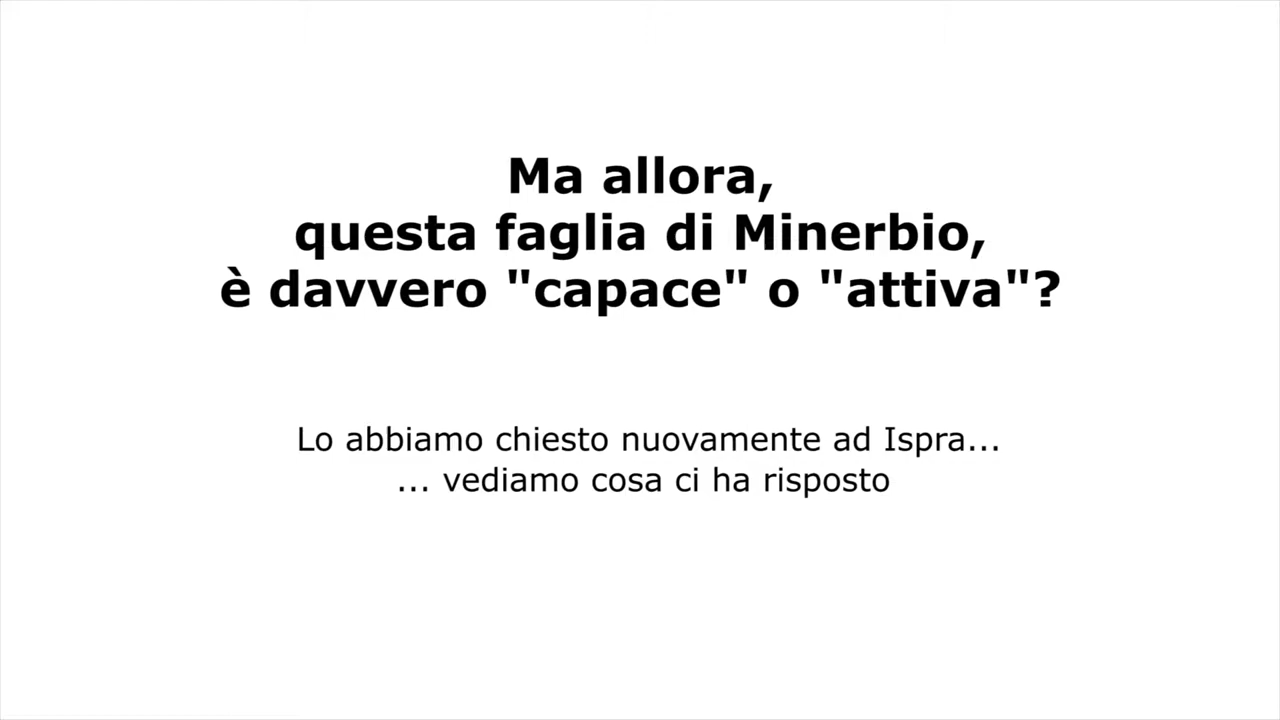 Ma allora,
questa faglia di Minerbio,
è davvero "capace" o "attiva"?
Lo abbiamo chiesto nuovamente ad Ispra...
... vediamo cosa ci ha risposto